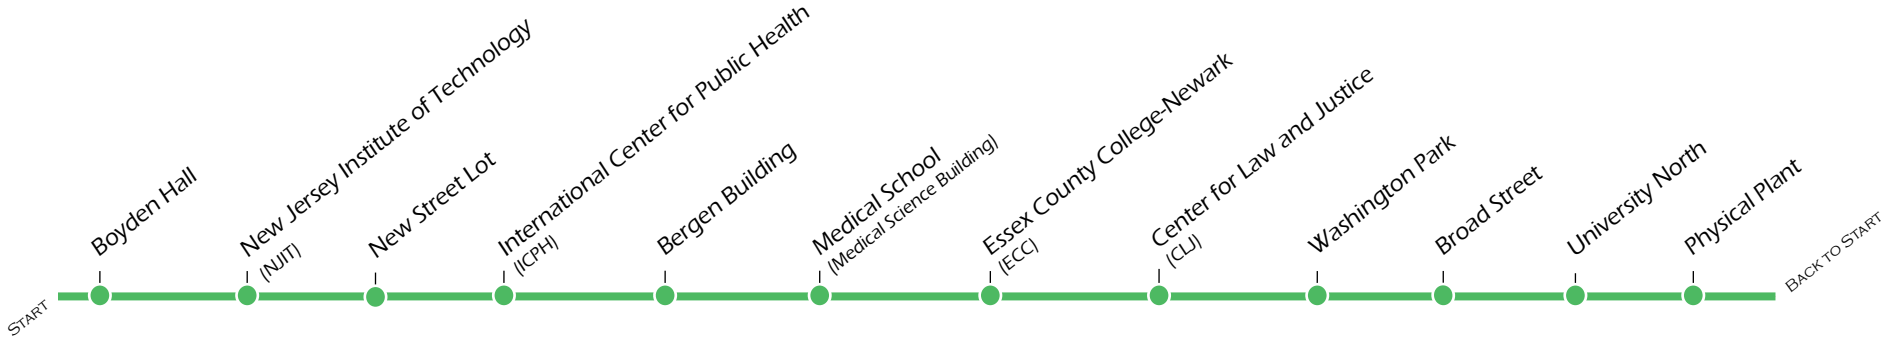 START
Boyden Hall
New Jersey Institute of Technology
(NJIT)
New Street Lot
International Center for Public Health
(ICPH)
Bergen Building
Medical School
(Medical Science Building)
Essex County College-Newark
(ECC)
Center for Law and Justice
(CLJ)
Washington Park
Broad Street
University North
Physical Plant
BACK TO START